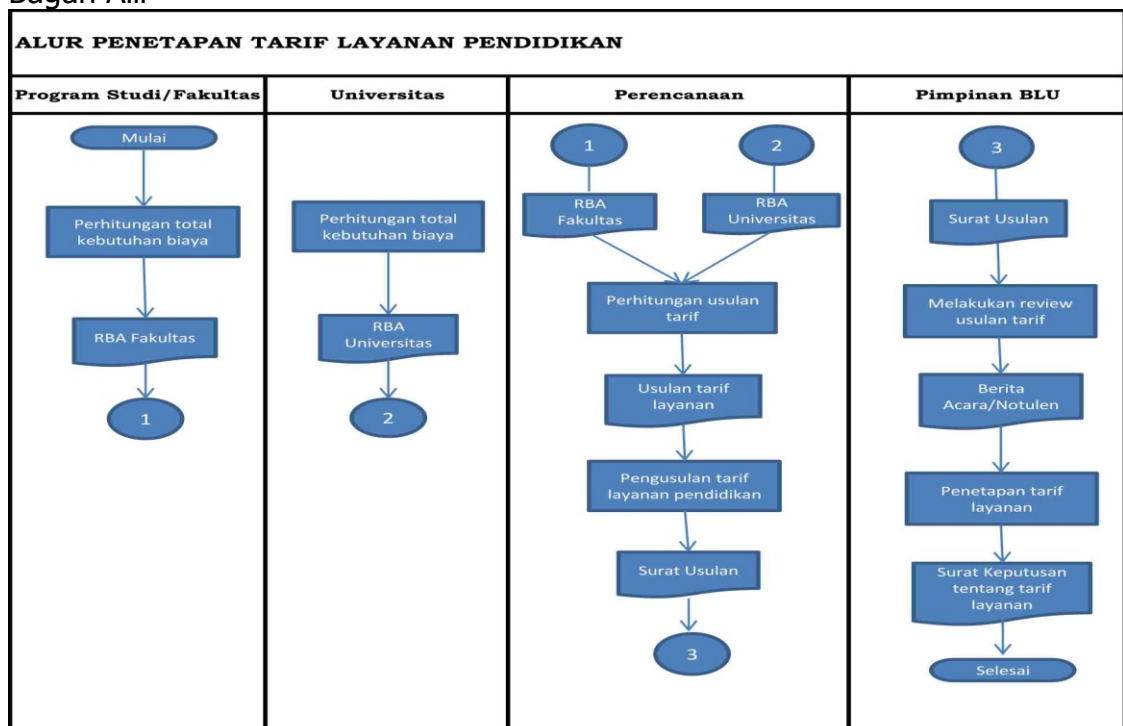 ALUR PENETAPAN TARIF LAYANAN PENDIDIKAN
Program Studi/Fakultas
Universitas
Perencanaan
Pimpinan BLU
Mulai
Perhitungan total
kebutuhan biaya
RBA Fakultas
1
Perhitungan total
kebutuhan biaya
RBA
Universitas
2
1
2
RBA
Fakultas
RBA
Universitas
Perhitungan usulan
tarif
Usulan tarif
layanan
Pengusulan tarif
layanan pendidikan
Surat Usulan
3
3
Surat Usulan
Melakukan review
usulan tarif
Berita
Acara/Notulen
Penetapan tarif
layanan
Surat Keputusan
tentang tarif
layanan
Selesai